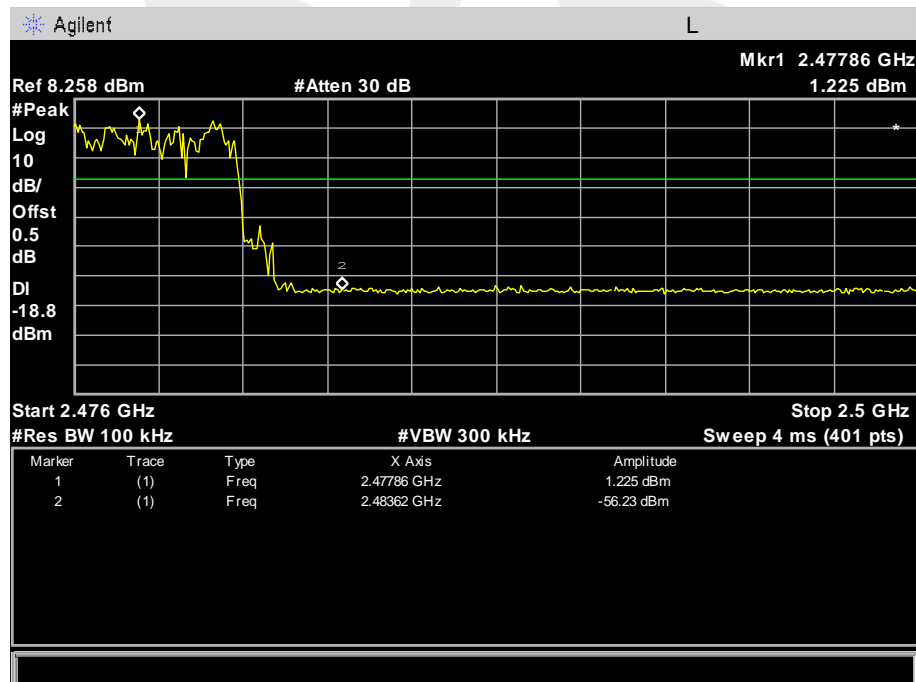 Agilent L
Mkr1 2.47786 GHz
Ref 8.258 dBm #Atten 30 dB 1.225 dBm
#Peak
Log
10
dB/
Offst
0.5
dB
DI
-18.8
dBm
*
2
Start 2.476 GHz Stop 2.5 GHz
#Res BW 100 kHz #VBW 300 kHz Sweep 4 ms (401 pts)
Marker Trace Type X Axis Amplitude
1 (1) Freq 2.47786 GHz 1.225 dBm
2 (1) Freq 2.48362 GHz -56.23 dBm